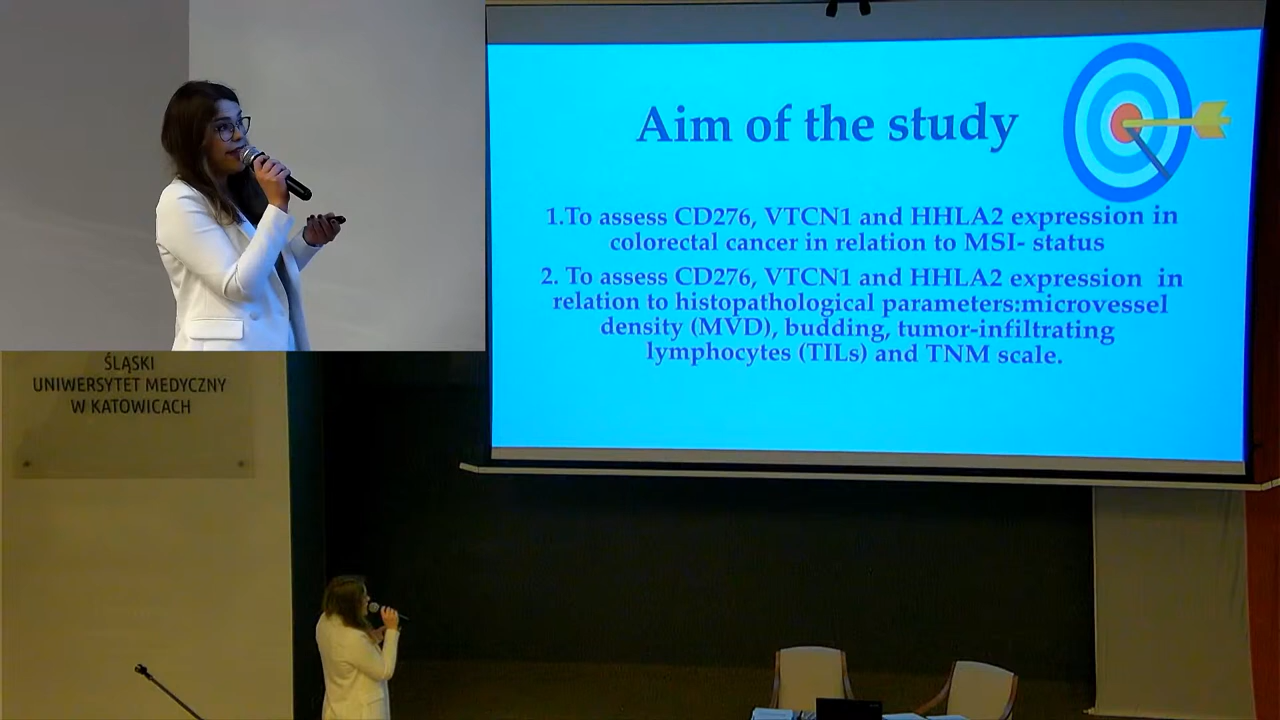 Aim of the study
1.To assess CD276, VTCN1 and HHLA2 expression in
colorectal cancer in relation to MSI- status
2. To assess CD276, VTCN1 and HHLA2 expression  in
relation to histopathological parameters:microvessel
density (MVD), budding, tumor-infiltrating
lymphocytes (TILs) and TNM scale.
ŚLĄSKI
UNIWERSYTET MEDYCZNY
W KATOWICACH